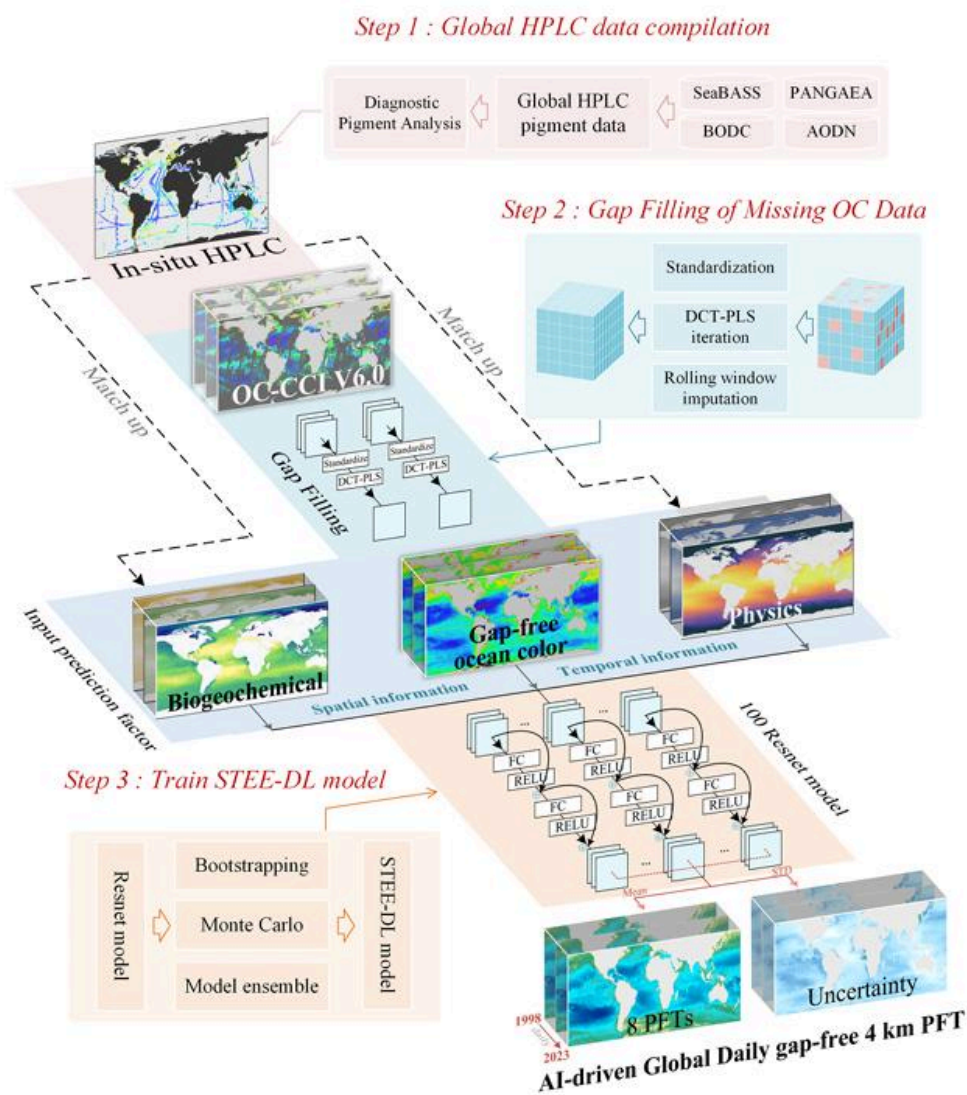 Step 1 : Global HPLC data compilation
Diagnostic
Pigment Analysis
Global HPLC
pigment data
SeaBASS
PANGAEA
BODC
AODN
In-situ HPLC
Step 2 : Gap Filling of Missing OC Data
Standardization
DCT-PLS
iteration
Rolling window
imputation
OC-CCI V6.0
Match up
Match up
Gap Filling
Standardize
DCT-PLS
Standardize
DCT-PLS
Input prediction factor
Biogeochemical
Gap-free
ocean color
Physics
Spatial information
Temporal information
100 Resnet model
...
...
FC
RELU
FC
RELU
FC
RELU
FC
RELU
FC
RELU
FC
RELU
...
...
Mean
STD
Step 3 : Train STEE-DL model
Resnet model
Bootstrapping
Monte Carlo
Model ensemble
STEE-DL model
8 PFTs
Uncertainty
1998
daily
2023
AI-driven Global Daily gap-free 4 km PFT